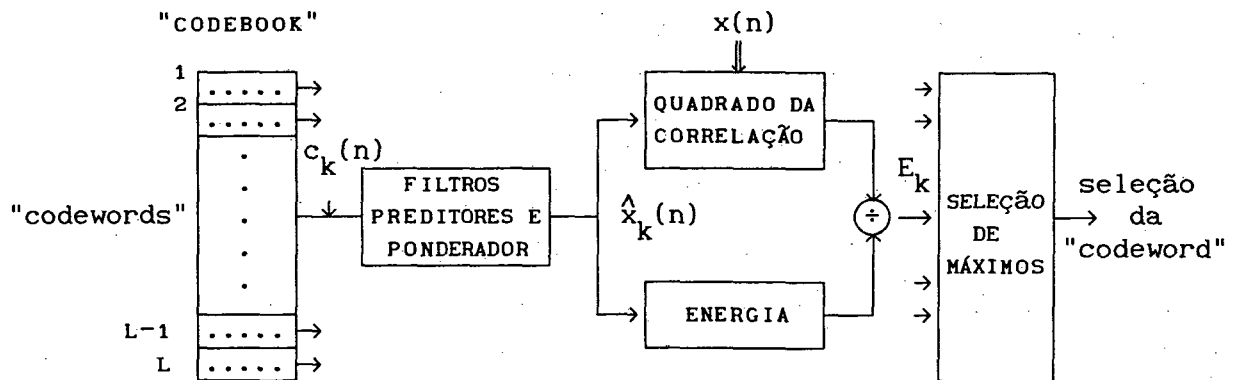 "CODEBOOK"
x(n)
1
.....
2
.....
QUADRADO DA
CORRELAÇÃO
c_k(n)
E_k
FILTROS
PREDITORES E
PONDERADOR
"codewords"
x̂_k(n)
÷
SELEÇÃO
DE
MÁXIMOS
seleção
da
"codeword"
ENERGIA
L-1
.....
L
.....